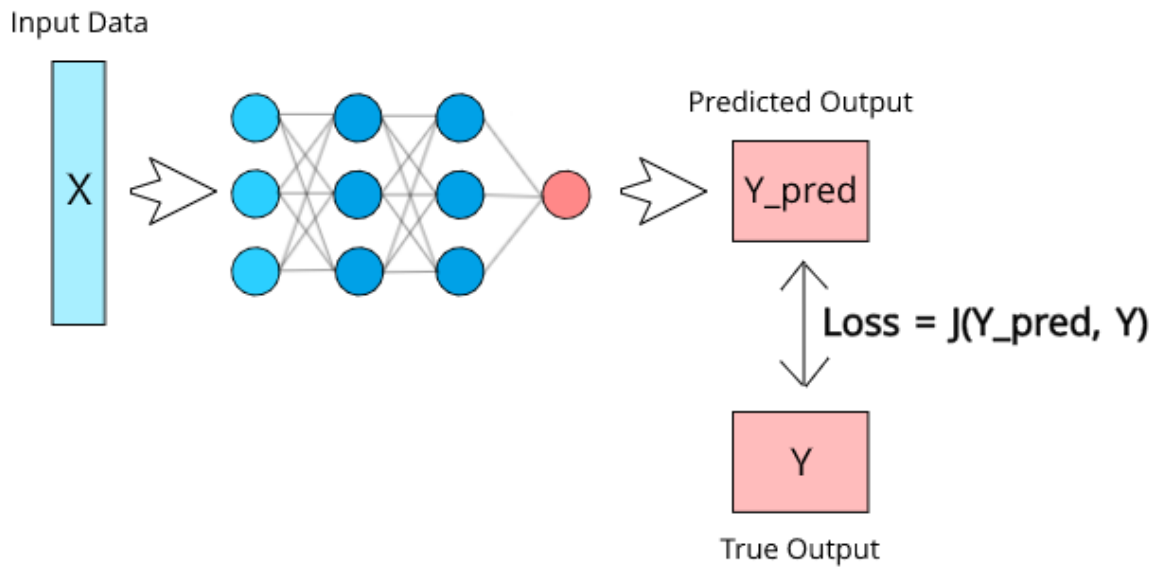 Input Data
X
Predicted Output
Y_pred
Loss = J(Y_pred, Y)
Y
True Output